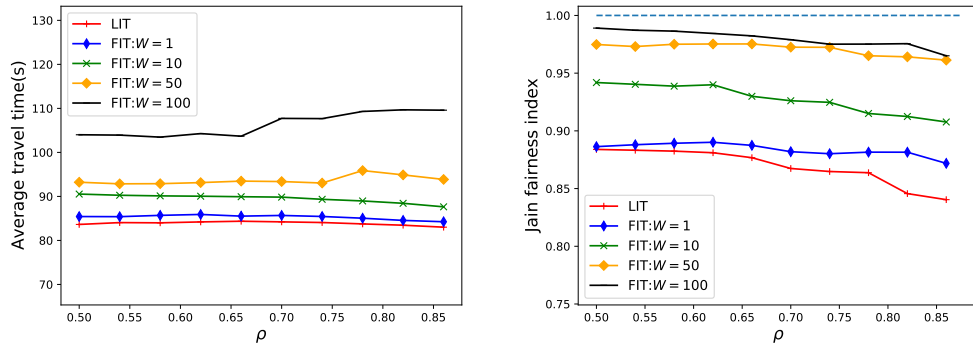 Average travel time(s)
130
120
110
100
90
80
70
LIT
FIT:W = 1
FIT:W = 10
FIT:W = 50
FIT:W = 100
0.50 0.55 0.60 0.65 0.70 0.75 0.80 0.85
ρ
Jain fairness index
1.00
0.95
0.90
0.85
0.80
0.75
LIT
FIT:W = 1
FIT:W = 10
FIT:W = 50
FIT:W = 100
0.50 0.55 0.60 0.65 0.70 0.75 0.80 0.85
ρ